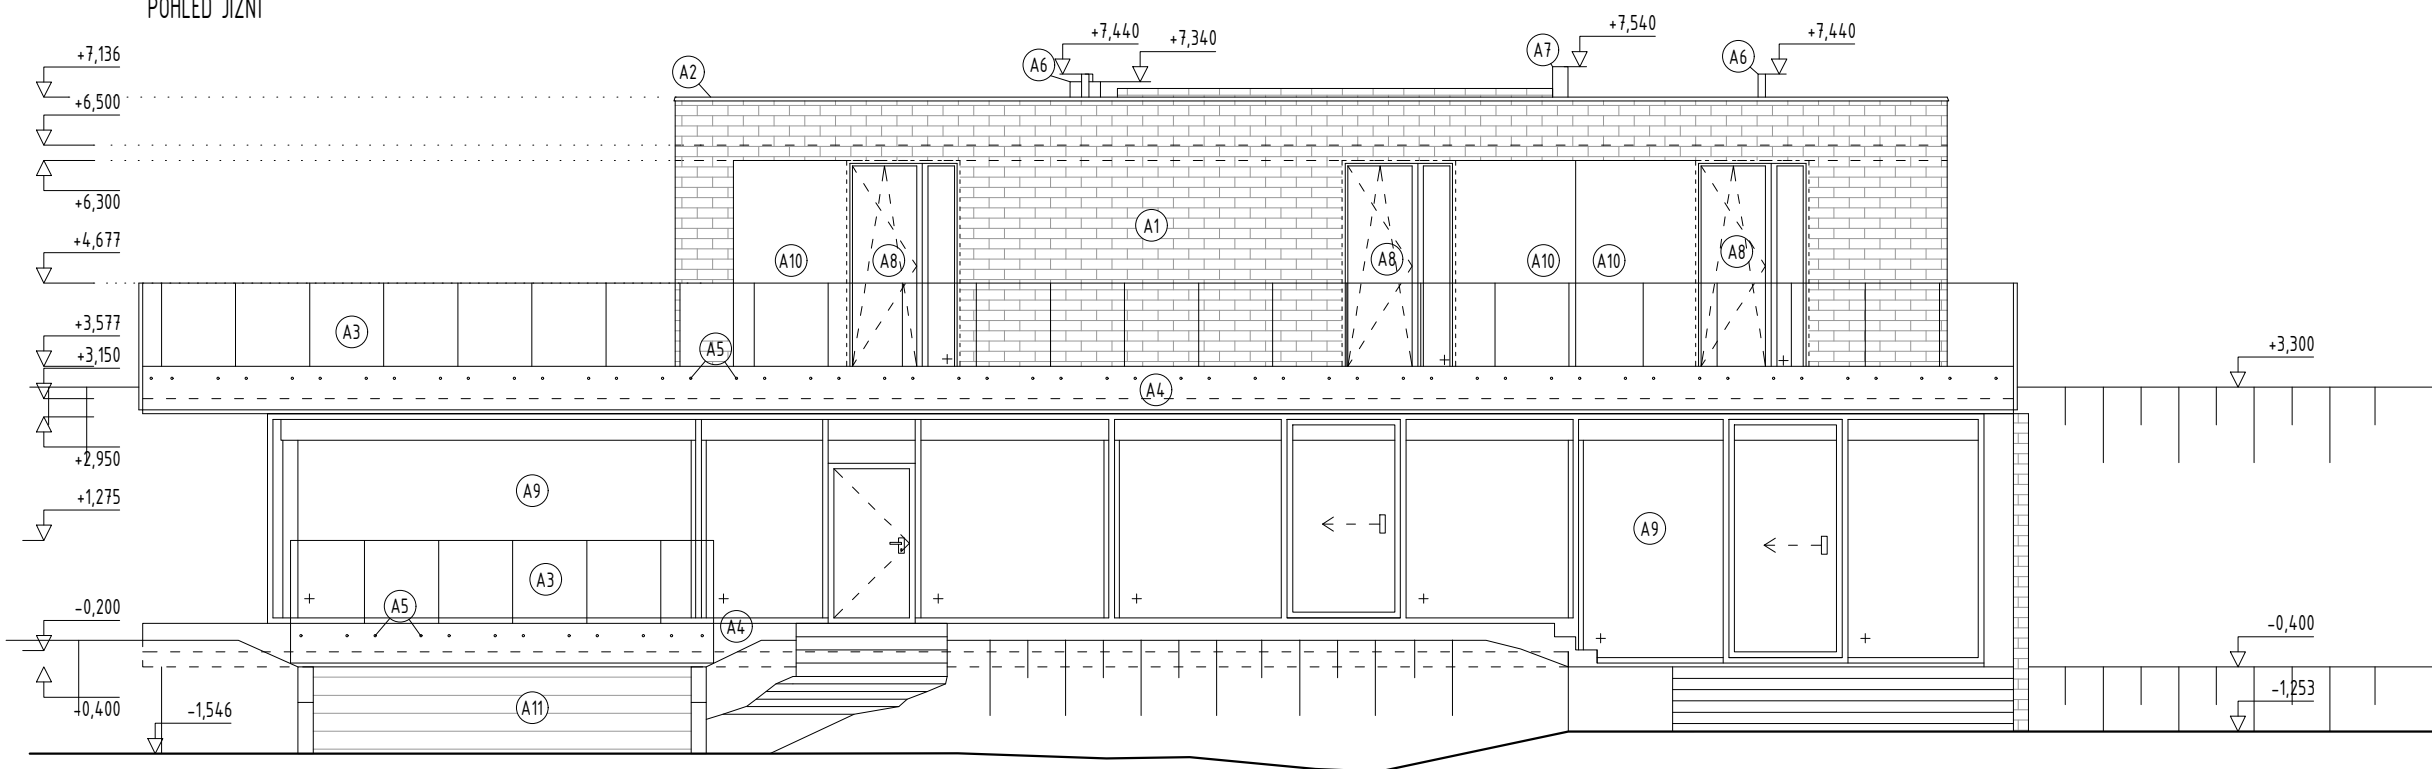 POHLED JIŽNÍ
+7,136
+6,500
+6,300
+4,677
+3,577
+3,150
+2,950
+1,275
-0,200
-0,400
-1,546
A2
A6
+7,440
+7,340
A7
+7,540
A6
+7,440
A1
A10
A8
A8
A10
A10
A8
A3
A5
A4
+3,300
A9
A9
A3
A5
A4
A11
-0,400
-1,253